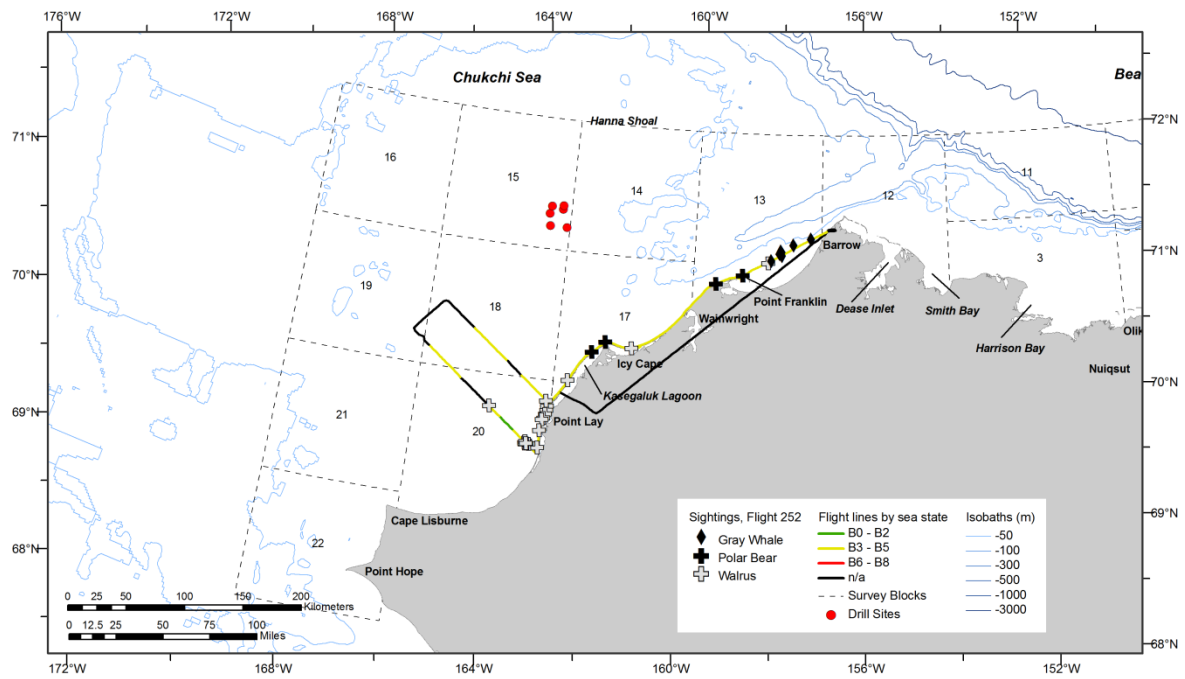 176°W 168°W 164°W 160°W 156°W 152°W
Chukchi Sea
Bea
72°N
71°N
Hanna Shoal
16
15
14
13
11
12
3
70°N
71°N
19
18
17
Barrow
Point Franklin
Dease Inlet
Smith Bay
Wainwright
Harrison Bay
Olik
Icy Cape
Nuiqsut
Kasegaluk Lagoon
70°N
69°N
21
20
Point Lay
Cape Lisburne
69°N
68°N
22
Point Hope
Sightings, Flight 252
Gray Whale
Polar Bear
Walrus
Flight lines by sea state
B0 - B2
B3 - B5
B6 - B8
n/a
Survey Blocks
Drill Sites
Isobaths (m)
-50
-100
-300
-500
-1000
-3000
0 25 50 100 150 200
Kilometers
0 12.5 25 50 75 100
Miles
68°N
172°W 168°W 164°W 162°W 160°W 158°W 156°W 152°W